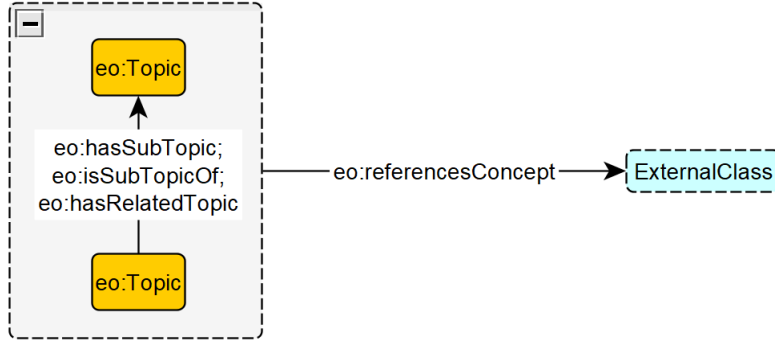 eo:Topic
eo:hasSubTopic;
eo:isSubTopicOf;
eo:hasRelatedTopic
eo:referencesConcept
ExternalClass
eo:Topic